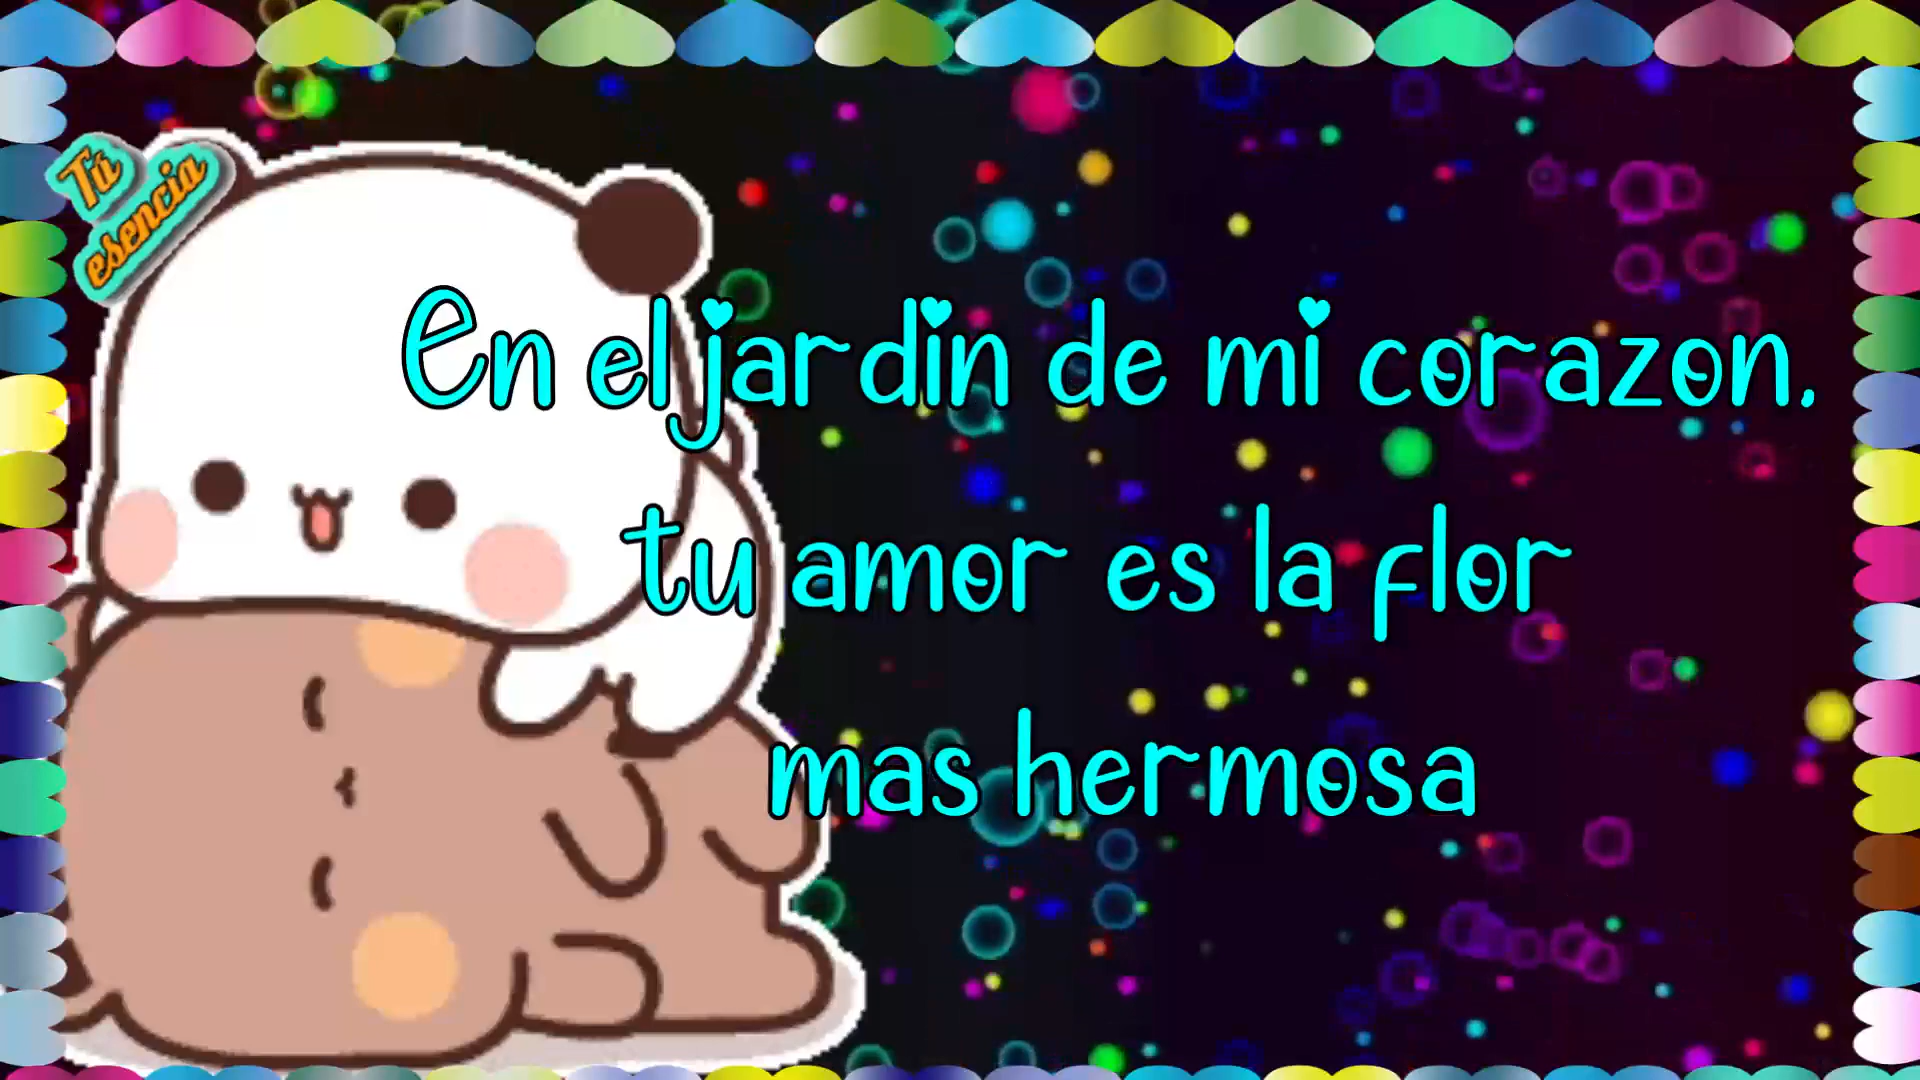 Tu
esencia
En el jardin de mi corazon,
tu amor es la flor
mas hermosa